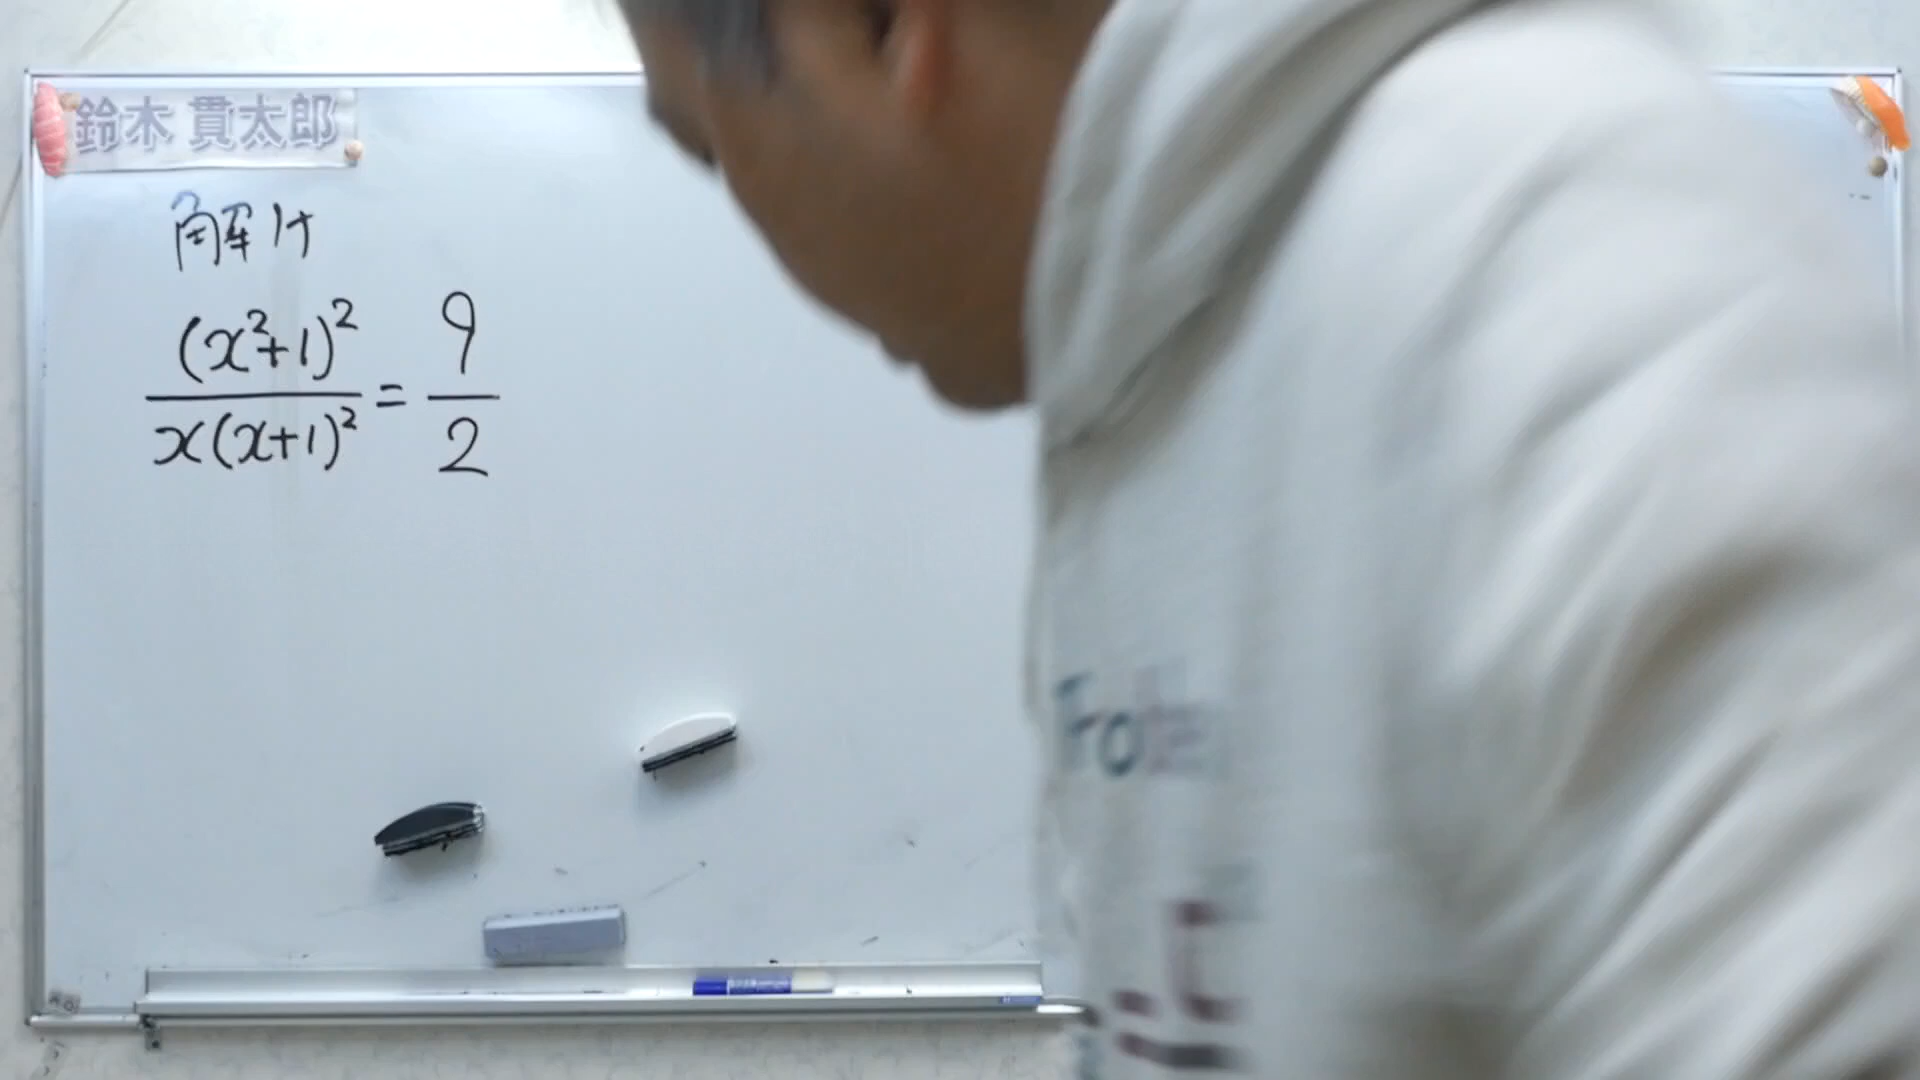 鈴木 貫太郎
解け
(x²+1)²/x(x+1)² = 9/2